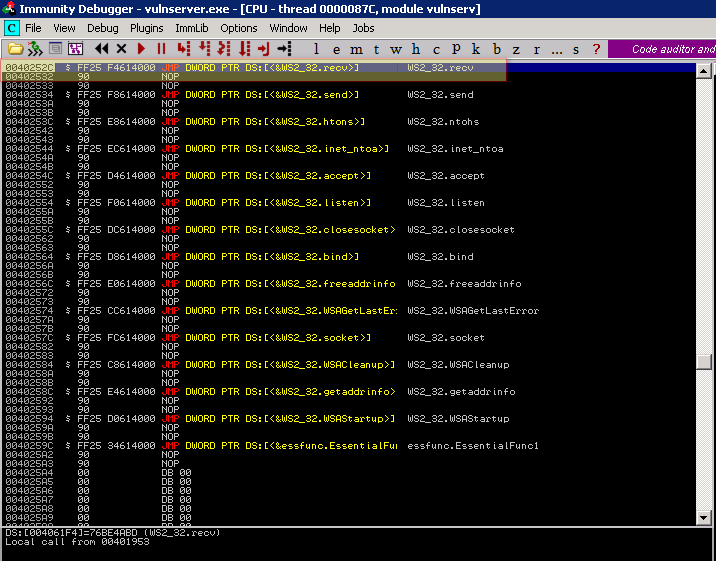 Immunity Debugger - vulnserver.exe - [CPU - thread 0000087C, module vulnserv]
C File View Debug Plugins ImmLib Options Window Help Jobs
l e m t w h c p k b z r ... s ? Code auditor and
0040252C $ FF25 F4614000 JMP DWORD PTR DS:[<&WS2_32.recv>] WS2_32.recv
00402532 90 NOP
00402533 90 NOP
00402534 $ FF25 F8614000 JMP DWORD PTR DS:[<&WS2_32.send>] WS2_32.send
0040253A 90 NOP
0040253B 90 NOP
0040253C $ FF25 E8614000 JMP DWORD PTR DS:[<&WS2_32.htons>] WS2_32.ntohs
00402542 90 NOP
00402543 90 NOP
00402544 $ FF25 EC614000 JMP DWORD PTR DS:[<&WS2_32.inet_ntoa>] WS2_32.inet_ntoa
0040254A 90 NOP
0040254B 90 NOP
0040254C $ FF25 D4614000 JMP DWORD PTR DS:[<&WS2_32.accept>] WS2_32.accept
00402552 90 NOP
00402553 90 NOP
00402554 $ FF25 F0614000 JMP DWORD PTR DS:[<&WS2_32.listen>] WS2_32.listen
0040255A 90 NOP
0040255B 90 NOP
0040255C $ FF25 DC614000 JMP DWORD PTR DS:[<&WS2_32.closesocket> WS2_32.closesocket
00402562 90 NOP
00402563 90 NOP
00402564 $ FF25 D8614000 JMP DWORD PTR DS:[<&WS2_32.bind>] WS2_32.bind
0040256A 90 NOP
0040256B 90 NOP
0040256C $ FF25 E0614000 JMP DWORD PTR DS:[<&WS2_32.freeaddrinfo WS2_32.freeaddrinfo
00402572 90 NOP
00402573 90 NOP
00402574 $ FF25 CC614000 JMP DWORD PTR DS:[<&WS2_32.WSAGetLastErr WS2_32.WSAGetLastError
0040257A 90 NOP
0040257B 90 NOP
0040257C $ FF25 FC614000 JMP DWORD PTR DS:[<&WS2_32.socket>] WS2_32.socket
00402582 90 NOP
00402583 90 NOP
00402584 $ FF25 C8614000 JMP DWORD PTR DS:[<&WS2_32.WSACleanup>] WS2_32.WSACleanup
0040258A 90 NOP
0040258B 90 NOP
0040258C $ FF25 E4614000 JMP DWORD PTR DS:[<&WS2_32.getaddrinfo> WS2_32.getaddrinfo
00402592 90 NOP
00402593 90 NOP
00402594 $ FF25 D0614000 JMP DWORD PTR DS:[<&WS2_32.WSAStartup>] WS2_32.WSAStartup
0040259A 90 NOP
0040259B 90 NOP
0040259C $ FF25 34614000 JMP DWORD PTR DS:[<&essfunc.EssentialFun essfunc.EssentialFunc1
004025A2 90 NOP
004025A3 90 NOP
004025A4 00 DB 00
004025A5 00 DB 00
004025A6 00 DB 00
004025A7 00 DB 00
004025A8 00 DB 00
004025A9 00 DB 00
DS:[004061F4]=76BE4ABD (WS2_32.recv)
Local call from 00401953